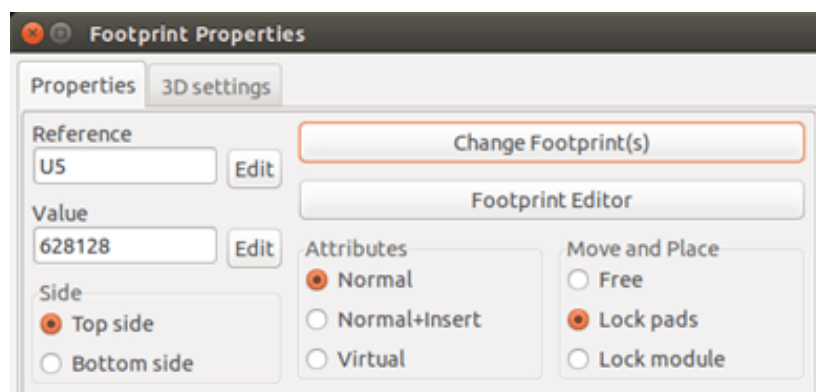 Footprint Properties
Properties
3D settings
Reference
U5
Edit
Value
628128
Edit
Side
Top side
Bottom side
Change Footprint(s)
Footprint Editor
Attributes
Normal
Normal+Insert
Virtual
Move and Place
Free
Lock pads
Lock module